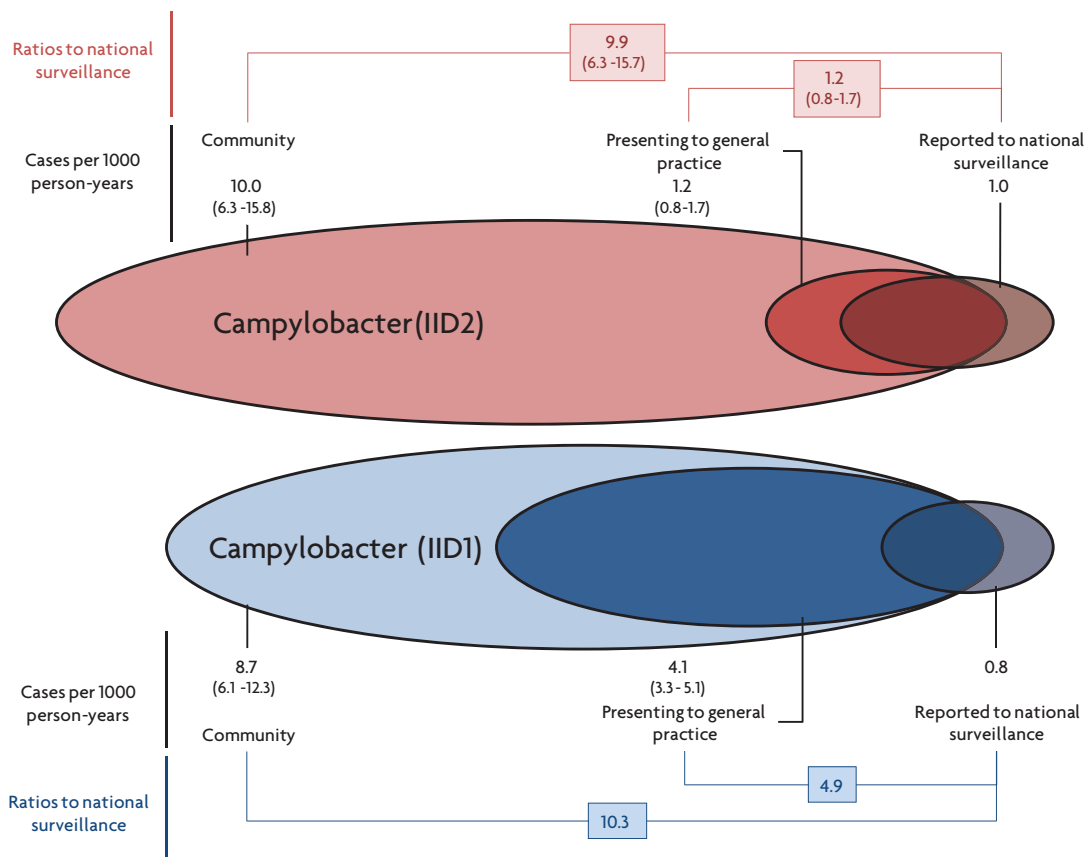 Ratios to national
surveillance
9.9
(6.3 -15.7)
1.2
(0.8-1.7)
Cases per 1000
person-years
Community
10.0
(6.3 -15.8)
Presenting to general
practice
1.2
(0.8-1.7)
Reported to national
surveillance
1.0
Campylobacter (IID2)
Campylobacter (IID1)
Cases per 1000
person-years
8.7
(6.1 -12.3)
Community
4.1
(3.3- 5.1)
Presenting to general
practice
0.8
Reported to national
surveillance
Ratios to national
surveillance
4.9
10.3